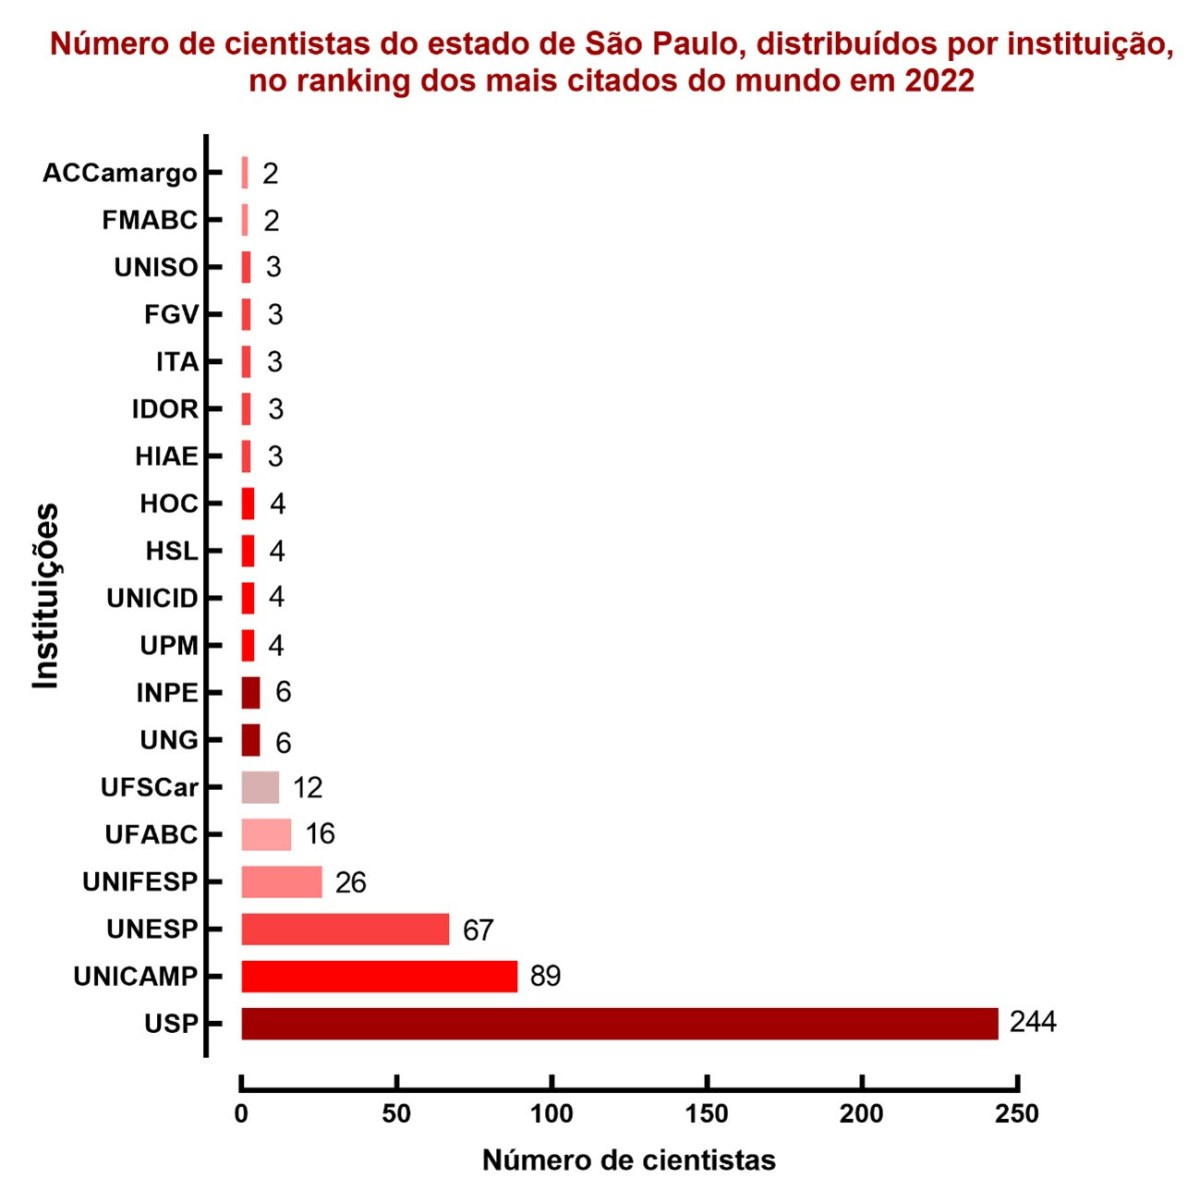 Número de cientistas do estado de São Paulo, distribuídos por instituição,
no ranking dos mais citados do mundo em 2022
Instituições
ACCamargo 2
FMABC 2
UNISO 3
FGV 3
ITA 3
IDOR 3
HIAE 3
HOC 4
HSL 4
UNICID 4
UPM 4
INPE 6
UNG 6
UFSCar 12
UFABC 16
UNIFESP 26
UNESP 67
UNICAMP 89
USP 244
0 50 100 150 200 250
Número de cientistas